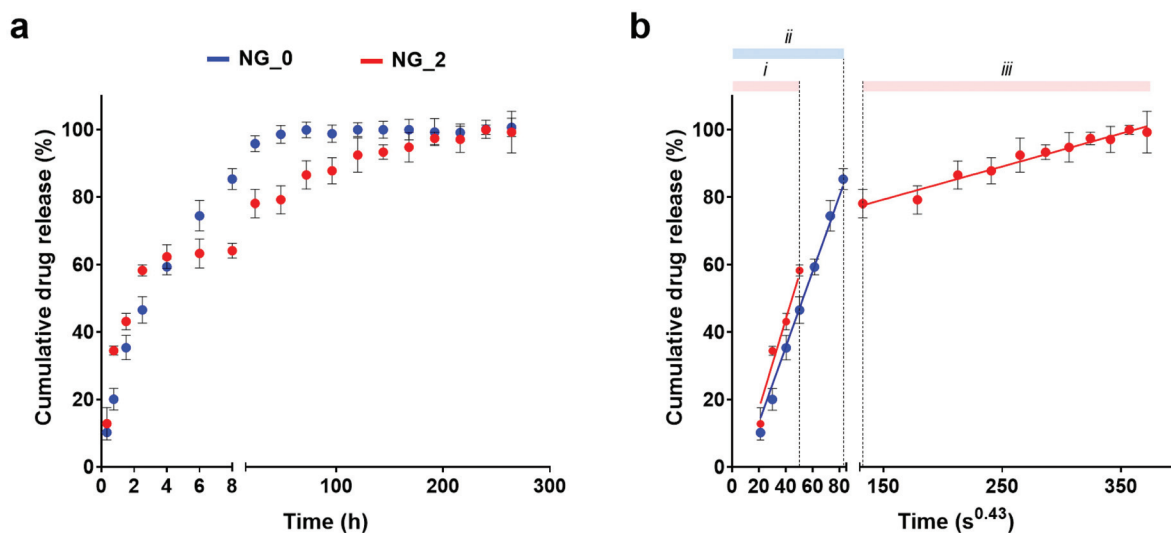 a
NG_0 NG_2
Cumulative drug release (%)
100
80
60
40
20
0
0 2 4 6 8 100 200 300
Time (h)
b
ii
i iii
Cumulative drug release (%)
100
80
60
40
20
0
0 20 40 60 80 150 250 350
Time (s^0.43)